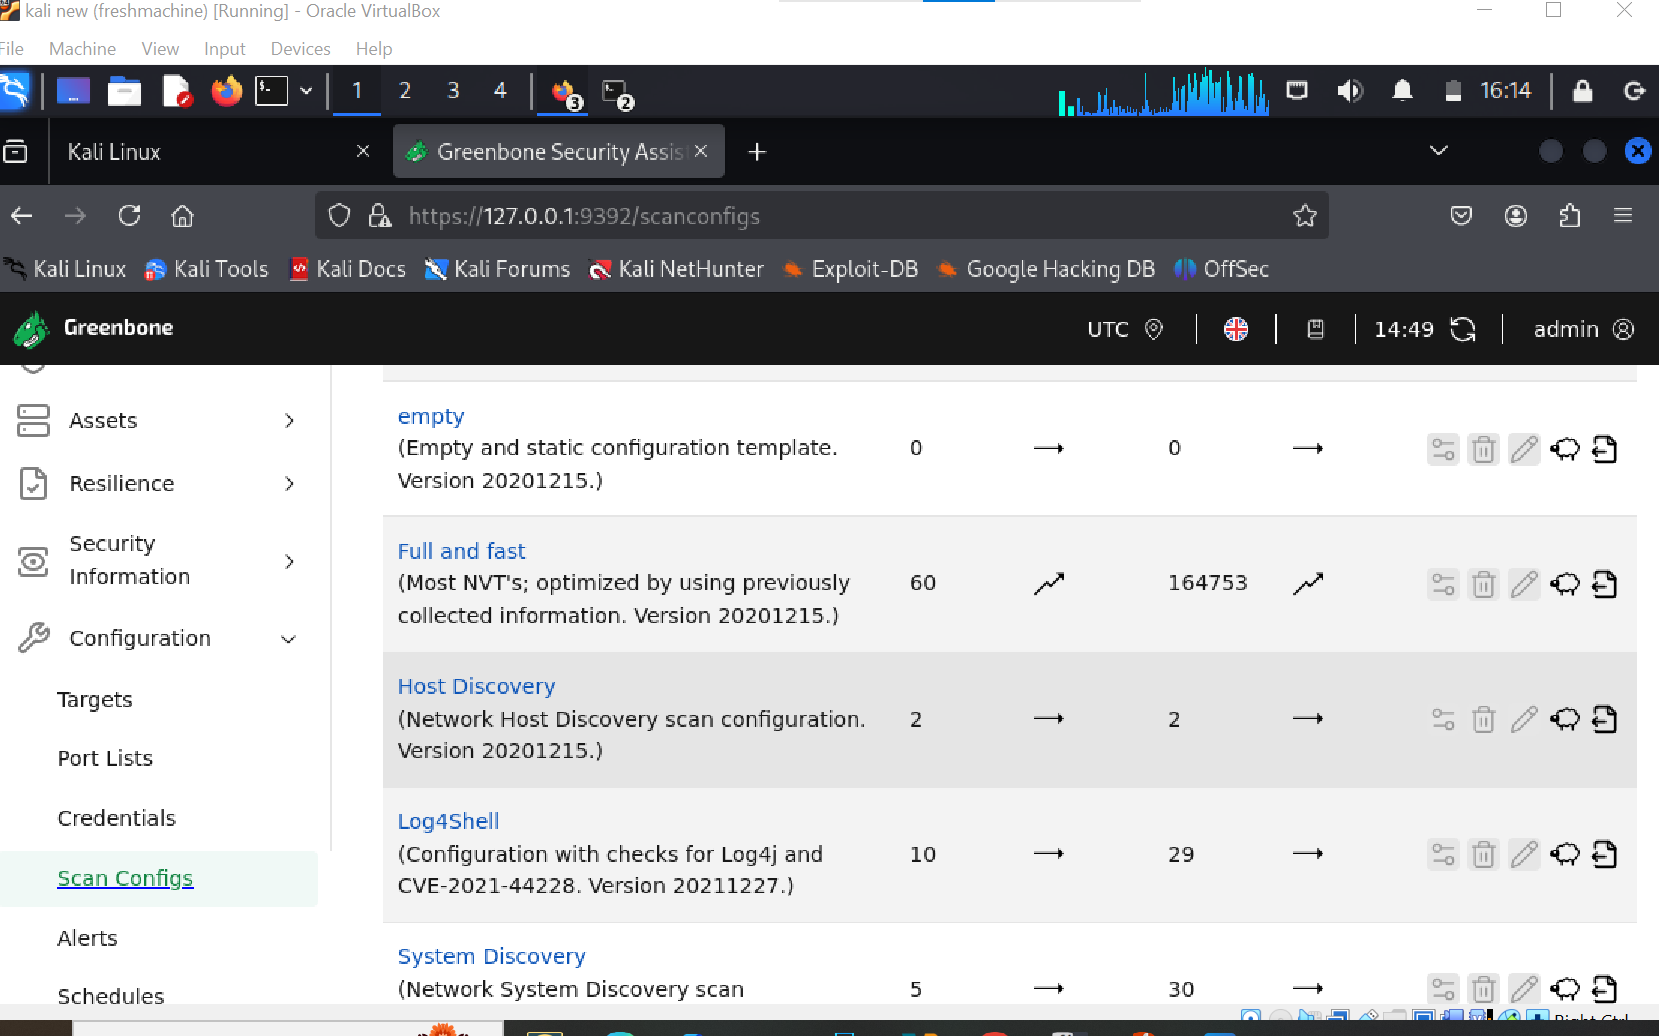 kali new (freshmachine) [Running] - Oracle VirtualBox
File Machine View Input Devices Help
1 2 3 4 3 2 16:14
Kali Linux Greenbone Security Assis
https://127.0.0.1:9392/scanconfigs
Kali Linux Kali Tools Kali Docs Kali Forums Kali NetHunter Exploit-DB Google Hacking DB OffSec
Greenbone UTC 14:49 admin
Assets
Resilience
Security
Information
Configuration
Targets
Port Lists
Credentials
Scan Configs
Alerts
Schedules
empty
(Empty and static configuration template. 0 0
Version 20201215.)
Full and fast
(Most NVT's; optimized by using previously 60 164753
collected information. Version 20201215.)
Host Discovery
(Network Host Discovery scan configuration. 2 2
Version 20201215.)
Log4Shell
(Configuration with checks for Log4j and 10 29
CVE-2021-44228. Version 20211227.)
System Discovery
(Network System Discovery scan 5 30
Right Ctrl